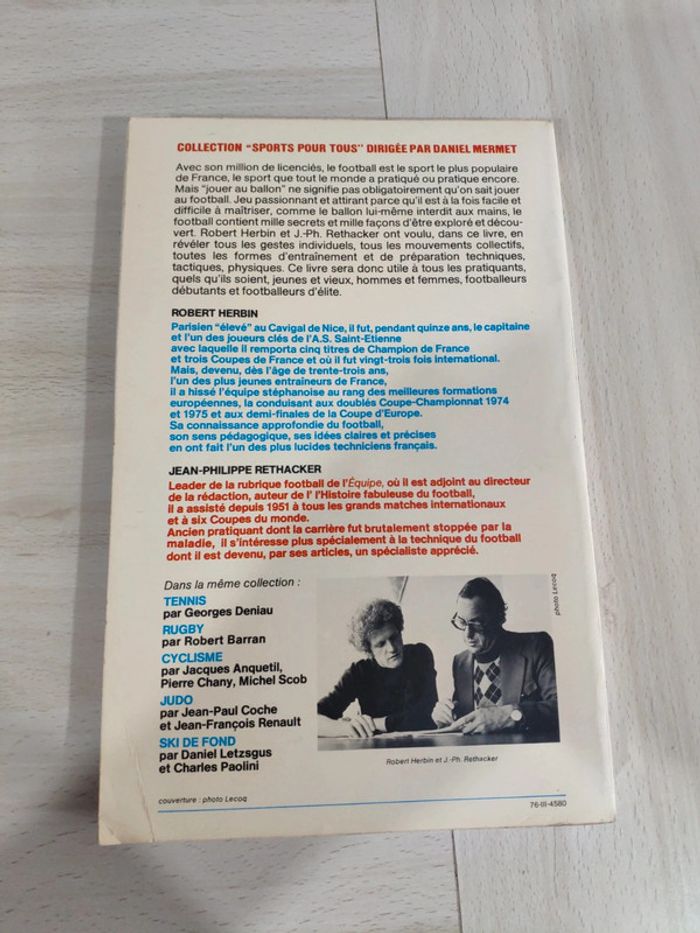 COLLECTION "SPORTS POUR TOUS" DIRIGÉE PAR DANIEL MERMET
Avec son million de licenciés, le football est le sport le plus populaire
de France, le sport que tout le monde a pratiqué ou pratique encore.
Mais "jouer au ballon" ne signifie pas obligatoirement qu'on sait jouer
au football. Jeu passionnant et attirant parce qu'il est à la fois facile et
difficile à maîtriser, comme le ballon lui-même interdit aux mains, le
football contient mille secrets et mille façons d'être exploré et décou-
vert. Robert Herbin et J.-Ph. Rethacker ont voulu, dans ce livre, en
révéler tous les gestes individuels, tous les mouvements collectifs,
toutes les formes d'entraînement et de préparation techniques,
tactiques, physiques. Ce livre sera donc utile à tous les pratiquants,
quels qu'ils soient, jeunes et vieux, hommes et femmes, footballeurs
débutants et footballeurs d'élite.
ROBERT HERBIN
Parisien "élevé" au Cavigal de Nice, il fut, pendant quinze ans, le capitaine
et l'un des joueurs clés de l'A.S. Saint-Etienne
avec laquelle il remporta cinq titres de Champion de France
et trois Coupes de France et où il fut vingt-trois fois international.
Mais, devenu, dès l'âge de trente-trois ans,
l'un des plus jeunes entraîneurs de France,
il a hissé l'équipe stéphanoise au rang des meilleures formations
européennes, la conduisant aux doublés Coupe-Championnat 1974
et 1975 et aux demi-finales de la Coupe d'Europe.
Sa connaissance approfondie du football,
son sens pédagogique, ses idées claires et précises
en ont fait l'un des plus lucides techniciens français.
JEAN-PHILIPPE RETHACKER
Leader de la rubrique football de l'Équipe, où il est adjoint au directeur
de la rédaction, auteur de l' l'Histoire fabuleuse du football,
il a assisté depuis 1951 à tous les grands matches internationaux
et à six Coupes du monde.
Ancien pratiquant dont la carrière fut brutalement stoppée par la
maladie, il s'intéresse plus spécialement à la technique du football
dont il est devenu, par ses articles, un spécialiste apprécié.
Dans la même collection :
TENNIS
par Georges Deniau
RUGBY
par Robert Barran
CYCLISME
par Jacques Anquetil,
Pierre Chany, Michel Scob
JUDO
par Jean-Paul Coche
et Jean-François Renault
SKI DE FOND
par Daniel Letzsgus
et Charles Paolini
photo Lecoq
Robert Herbin et J.-Ph. Rethacker
couverture : photo Lecoq
76-III-4580